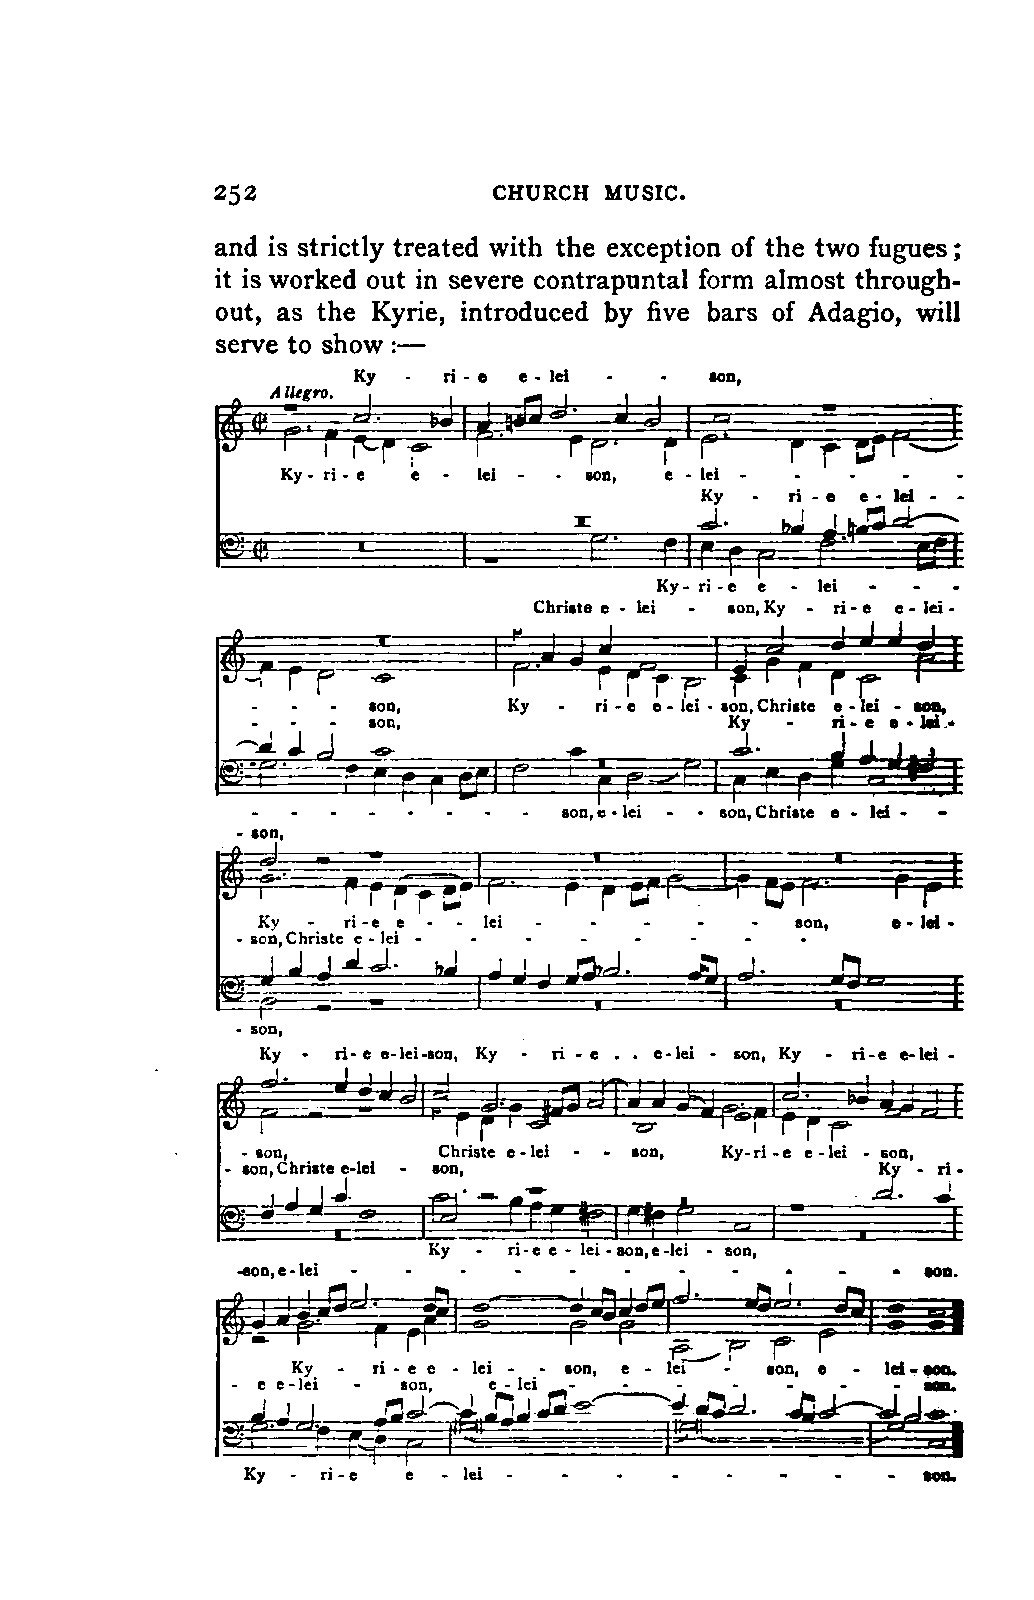 252 CHURCH MUSIC.
and is strictly treated with the exception of the two fugues;
it is worked out in severe contrapuntal form almost through-
out, as the Kyrie, introduced by five bars of Adagio, will
serve to show :—
Ky - ri - e e - lei - - son,
Allegro.
Ky - ri - e e - lei - - son, e - lei - - - - -
Ky - ri - e e - lei - -
Ky - ri - e e - lei - - -
Christe e - lei - son, Ky - ri - e e - lei -
- - - son, Ky - ri - e e - lei - son, Christe e - lei - son,
- - - son, Ky - ri - e e - lei -
- - - - - - - - son, e - lei - - son, Christe e - lei - -
- son,
Ky - ri - e e - - lei - - - - - son, e - lei -
- son, Christe e - lei - - - - - - - -
- son,
Ky - ri - e e-lei-son, Ky - ri - e . . e-lei - son, Ky - ri-e e-lei -
- son, Christe e - lei - - son, Ky-ri - e e - lei - son,
- son, Christe e-lei - son, Ky - ri -
Ky - ri-e e - lei - son, e -lei - son,
-son, e - lei - - - - - - - - - - - son.
Ky - ri - e e - lei - - son, e - lei - son, e - lei - son.
- e e - lei - son, e - lei - - - - - - - son.
Ky - ri - e e - lei - - - - - - - - son.